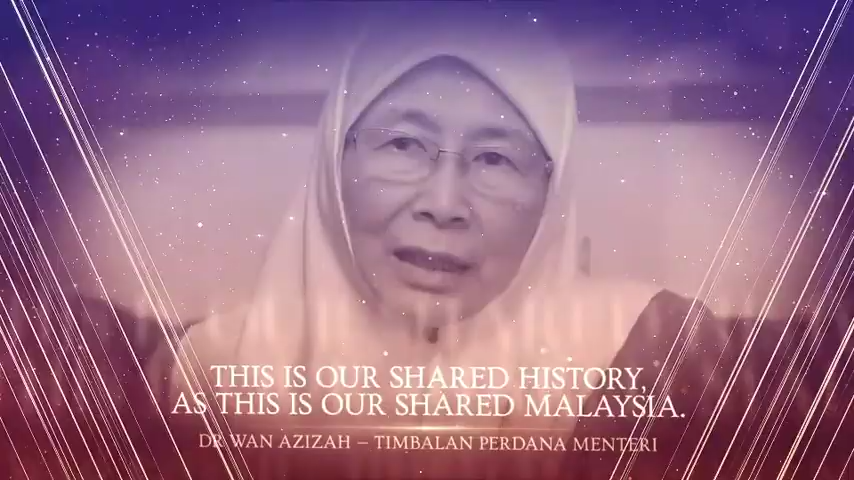 THIS IS OUR SHARED HISTORY,
AS THIS IS OUR SHARED MALAYSIA.
DR WAN AZIZAH – TIMBALAN PERDANA MENTERI